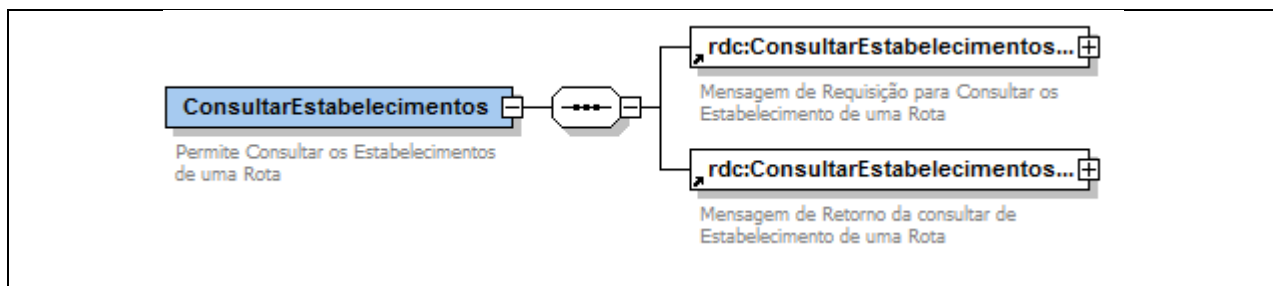 rdc:ConsultarEstabelecimentos...
Mensagem de Requisição para Consultar os
Estabelecimento de uma Rota
ConsultarEstabelecimentos
Permite Consultar os Estabelecimentos
de uma Rota
rdc:ConsultarEstabelecimentos...
Mensagem de Retorno da consultar de
Estabelecimento de uma Rota